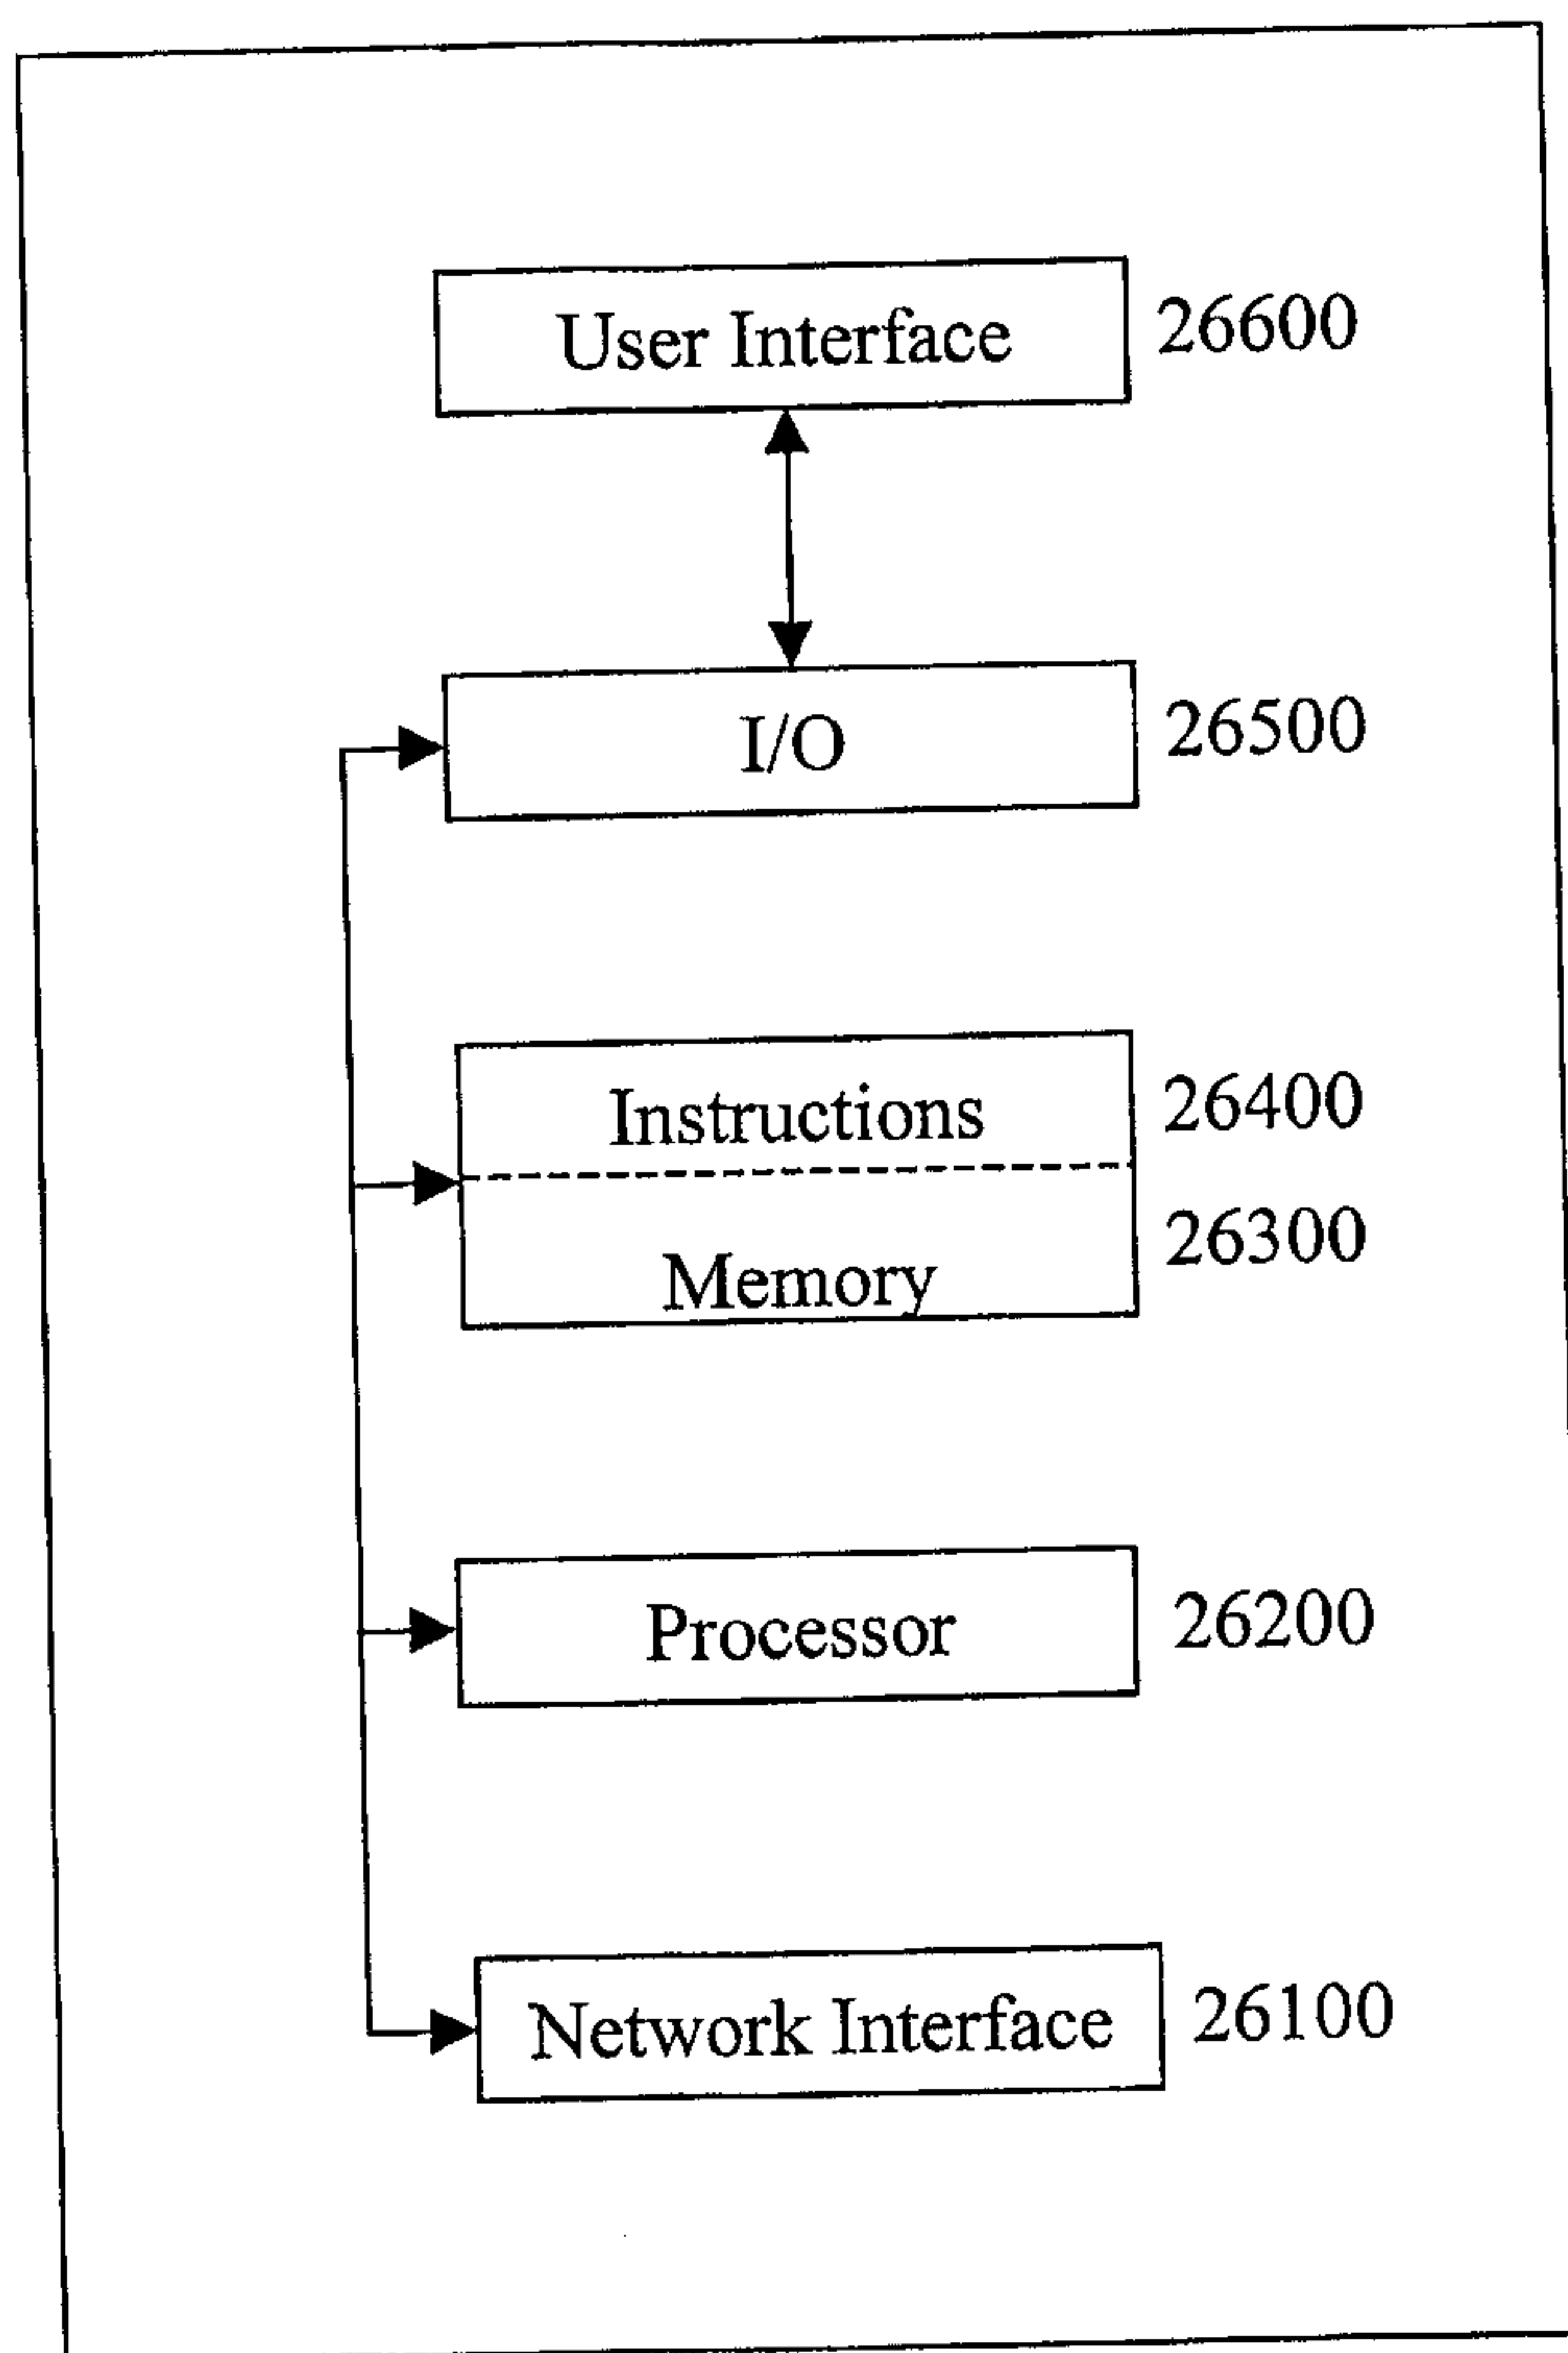 User Interface 26600
I/O 26500
Instructions 26400
Memory 26300
Processor 26200
Network Interface 26100